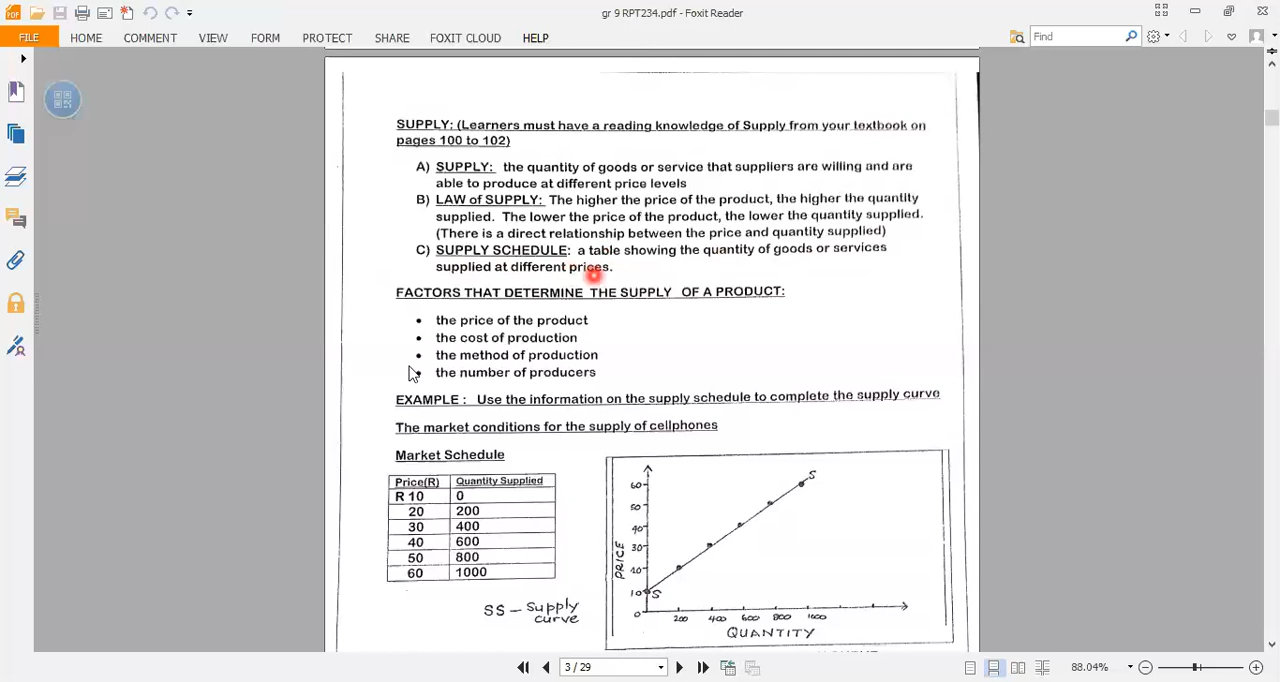 gr 9 RPT234.pdf - Foxit Reader
FILE HOME COMMENT VIEW FORM PROTECT SHARE FOXIT CLOUD HELP Find
SUPPLY: (Learners must have a reading knowledge of Supply from your textbook on
pages 100 to 102)
A) SUPPLY: the quantity of goods or service that suppliers are willing and are
able to produce at different price levels
B) LAW of SUPPLY: The higher the price of the product, the higher the quantity
supplied. The lower the price of the product, the lower the quantity supplied.
(There is a direct relationship between the price and quantity supplied)
C) SUPPLY SCHEDULE: a table showing the quantity of goods or services
supplied at different prices.
FACTORS THAT DETERMINE THE SUPPLY OF A PRODUCT:
• the price of the product
• the cost of production
• the method of production
• the number of producers
EXAMPLE : Use the information on the supply schedule to complete the supply curve
The market conditions for the supply of cellphones
Market Schedule
Price(R) Quantity Supplied
R 10 0
20 200
30 400
40 600
50 800
60 1000
SS - Supply
curve
S
60
50
40
30
20
10 S
0
PRICE
200 400 600 800 1000
QUANTITY
3 / 29
88.04%